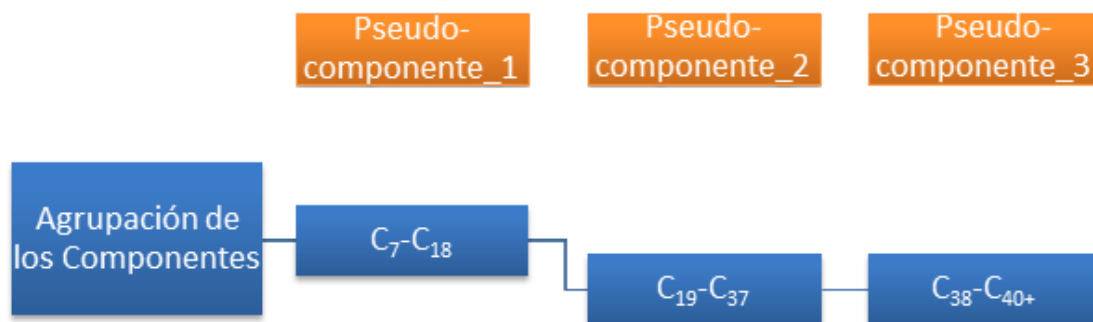 Pseudo-
componente_1
Pseudo-
componente_2
Pseudo-
componente_3
Agrupación de
los Componentes
C₇-C₁₈
C₁₉-C₃₇
C₃₈-C₄₀₊